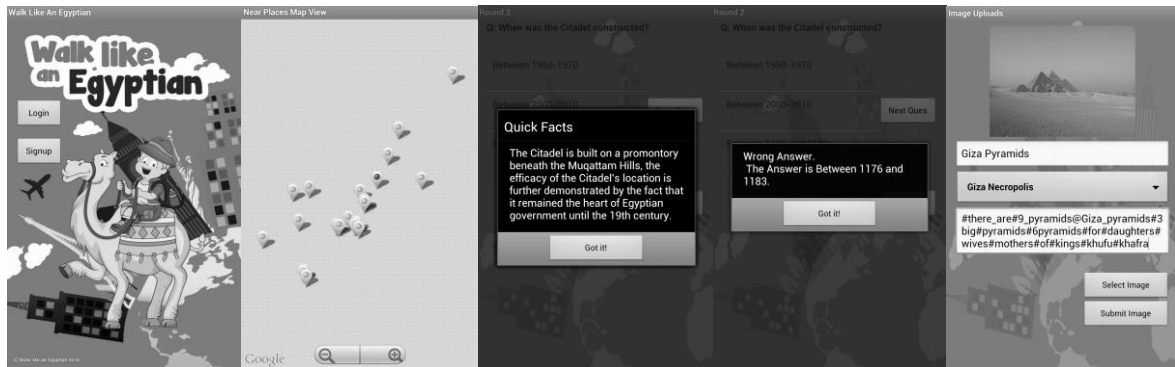 Walk Like An Egyptian
Walk like
an
Egyptian
Login
Signup
© Walk like an Egyptian 2014
Near Places Map View
Google
Round 2
Q: When was the Citadel constructed?
Between 1950-1970
Between 2000-2010
Quick Facts
The Citadel is built on a promontory
beneath the Muqattam Hills, the
efficacy of the Citadel's location is
further demonstrated by the fact that
it remained the heart of Egyptian
government until the 19th century.
Got it!
Round 2
Q: When was the Citadel constructed?
Between 1950-1970
Between 2000-2010
Next Ques
Wrong Answer.
The Answer is Between 1176 and
1183.
Got it!
Image Uploads
Giza Pyramids
Giza Necropolis
#there_are#9_pyramids@Giza_pyramids#3
big#pyramids#6pyramids#for#daughters#
wives#mothers#of#kings#khufu#khafra
Select Image
Submit Image